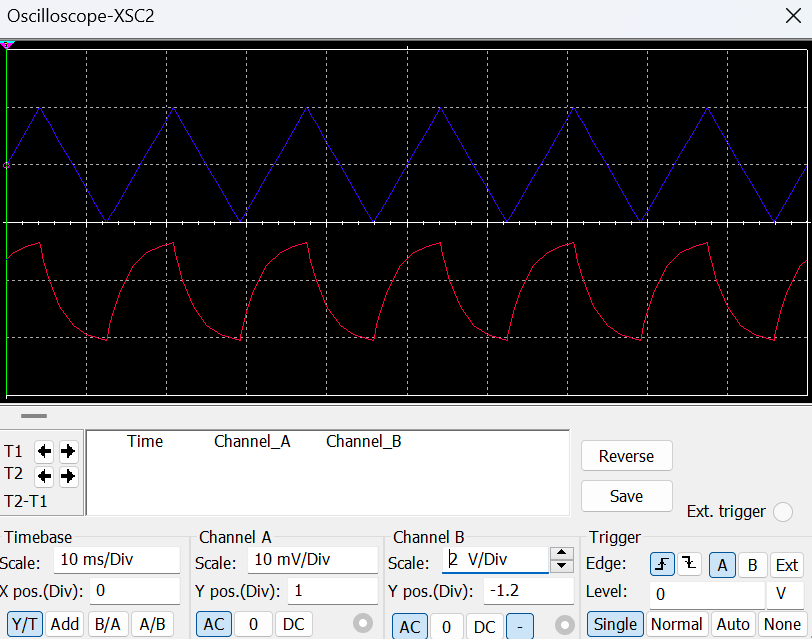 Oscilloscope-XSC2
Time Channel_A Channel_B
T1
T2
T2-T1
Reverse
Save
Ext. trigger
Timebase
Scale: 10 ms/Div
X pos.(Div): 0
Y/T Add B/A A/B
Channel A
Scale: 10 mV/Div
Y pos.(Div): 1
AC 0 DC
Channel B
Scale: 2 V/Div
Y pos.(Div): -1.2
AC 0 DC -
Trigger
Edge: A B Ext
Level: 0 V
Single Normal Auto None